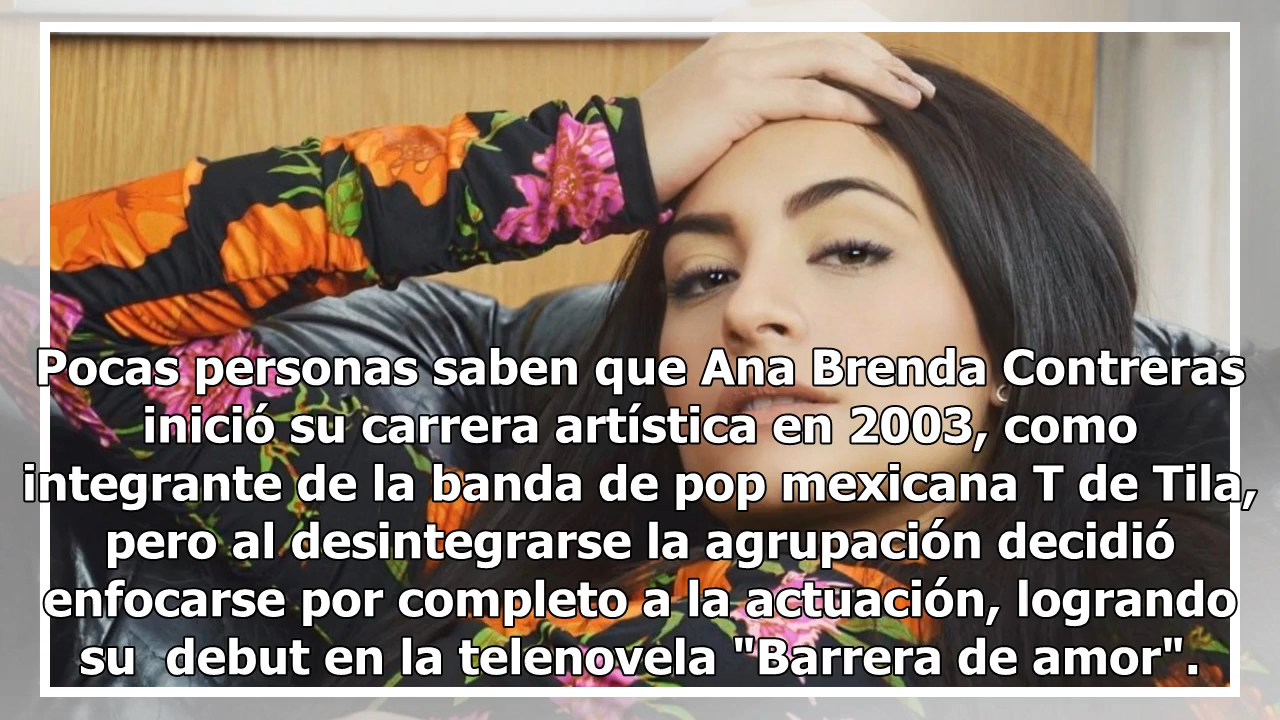 Pocas personas saben que Ana Brenda Contreras
inició su carrera artística en 2003, como
integrante de la banda de pop mexicana T de Tila,
pero al desintegrarse la agrupación decidió
enfocarse por completo a la actuación, logrando
su  debut en la telenovela "Barrera de amor".